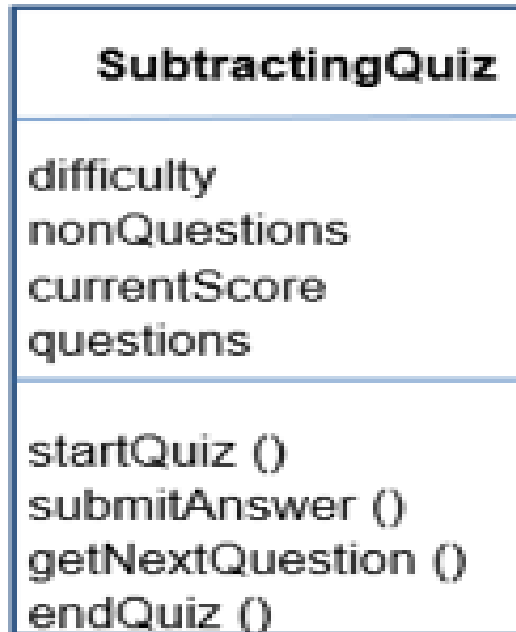 SubtractingQuiz
difficulty
nonQuestions
currentScore
questions
startQuiz ()
submitAnswer ()
getNextQuestion ()
endQuiz ()